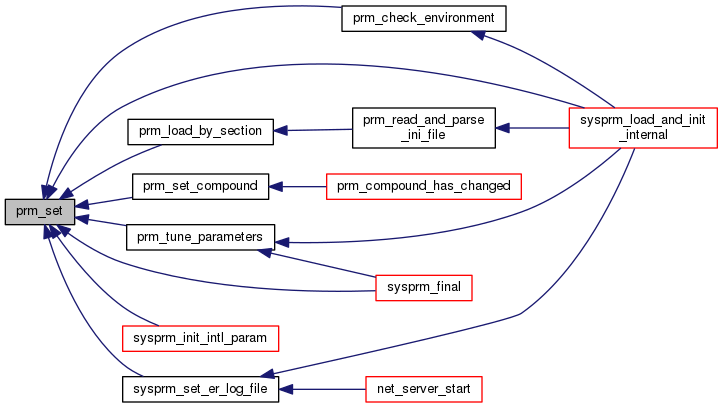 prm_check_environment
sysprm_load_and_init
_internal
prm_load_by_section
prm_read_and_parse
_ini_file
prm_set_compound
prm_compound_has_changed
prm_set
prm_tune_parameters
sysprm_final
sysprm_init_intl_param
sysprm_set_er_log_file
net_server_start